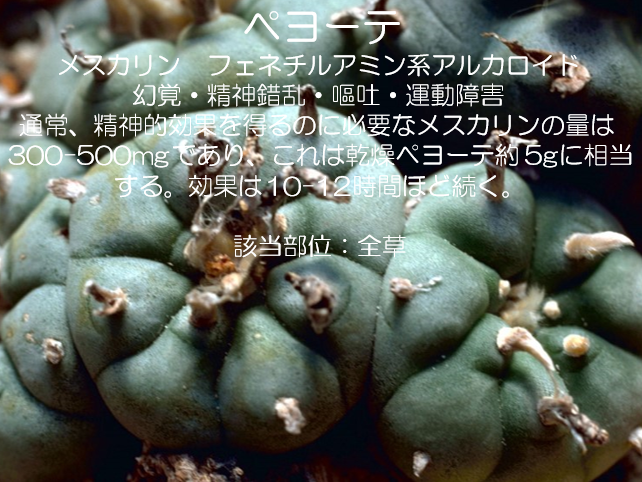 ペヨーテ
メスカリン　フェネチルアミン系アルカロイド
幻覚・精神錯乱・嘔吐・運動障害
通常、精神的効果を得るのに必要なメスカリンの量は
300-500mgであり、これは乾燥ペヨーテ約5gに相当
する。効果は10-12時間ほど続く。
該当部位：全草